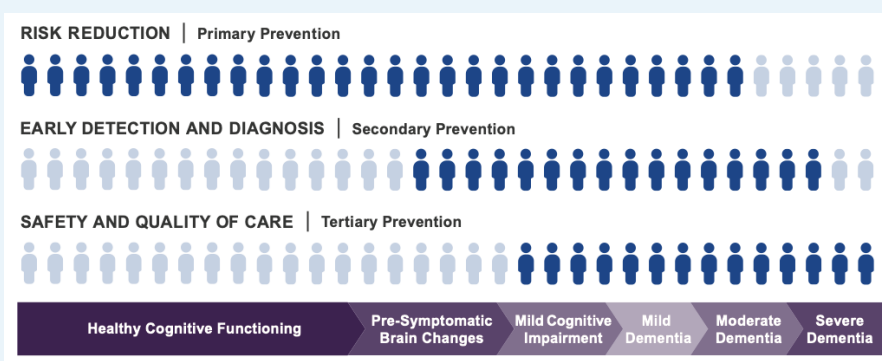 RISK REDUCTION | Primary Prevention
EARLY DETECTION AND DIAGNOSIS | Secondary Prevention
SAFETY AND QUALITY OF CARE | Tertiary Prevention
Healthy Cognitive Functioning
Pre-Symptomatic
Brain Changes
Mild Cognitive
Impairment
Mild
Dementia
Moderate
Dementia
Severe
Dementia